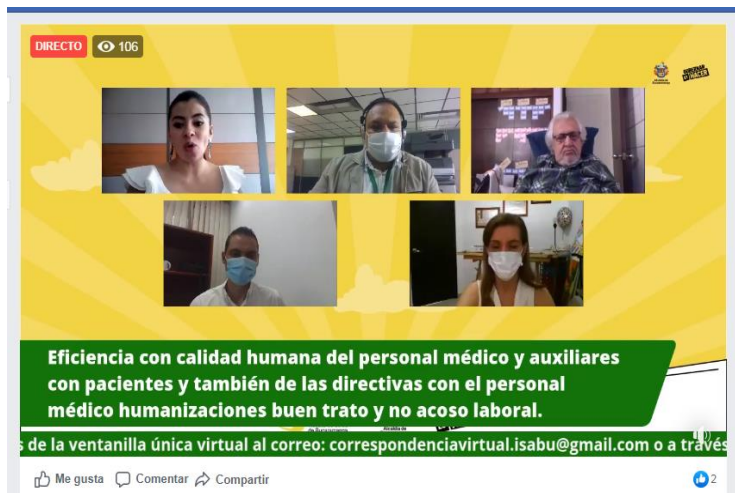 DIRECTO 106
Eficiencia con calidad humana del personal médico y auxiliares
con pacientes y también de las directivas con el personal
médico humanizaciones buen trato y no acoso laboral.
s de la ventanilla única virtual al correo: correspondenciavirtual.isabu@gmail.com o a través
Me gusta Comentar Compartir 2